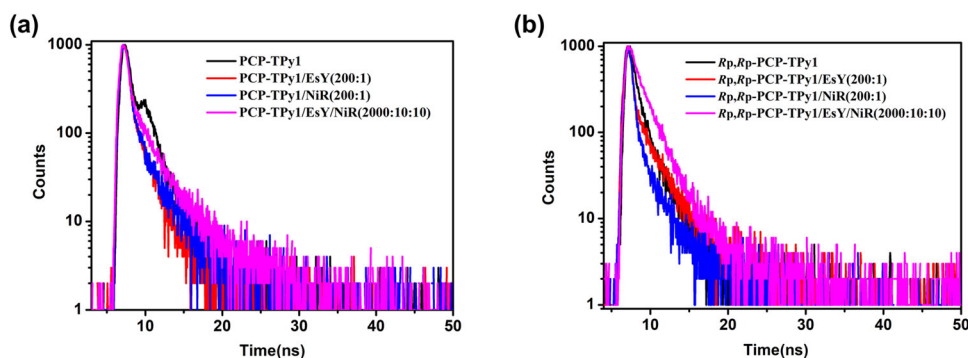 (a)
1000
100
10
1
Counts
10
20
30
40
50
Time(ns)
PCP-TPy1
PCP-TPy1/EsY(200:1)
PCP-TPy1/NiR(200:1)
PCP-TPy1/EsY/NiR(2000:10:10)
(b)
1000
100
10
1
Counts
10
20
30
40
50
Time(ns)
Rp,Rp-PCP-TPy1
Rp,Rp-PCP-TPy1/EsY(200:1)
Rp,Rp-PCP-TPy1/NiR(200:1)
Rp,Rp-PCP-TPy1/EsY/NiR(2000:10:10)